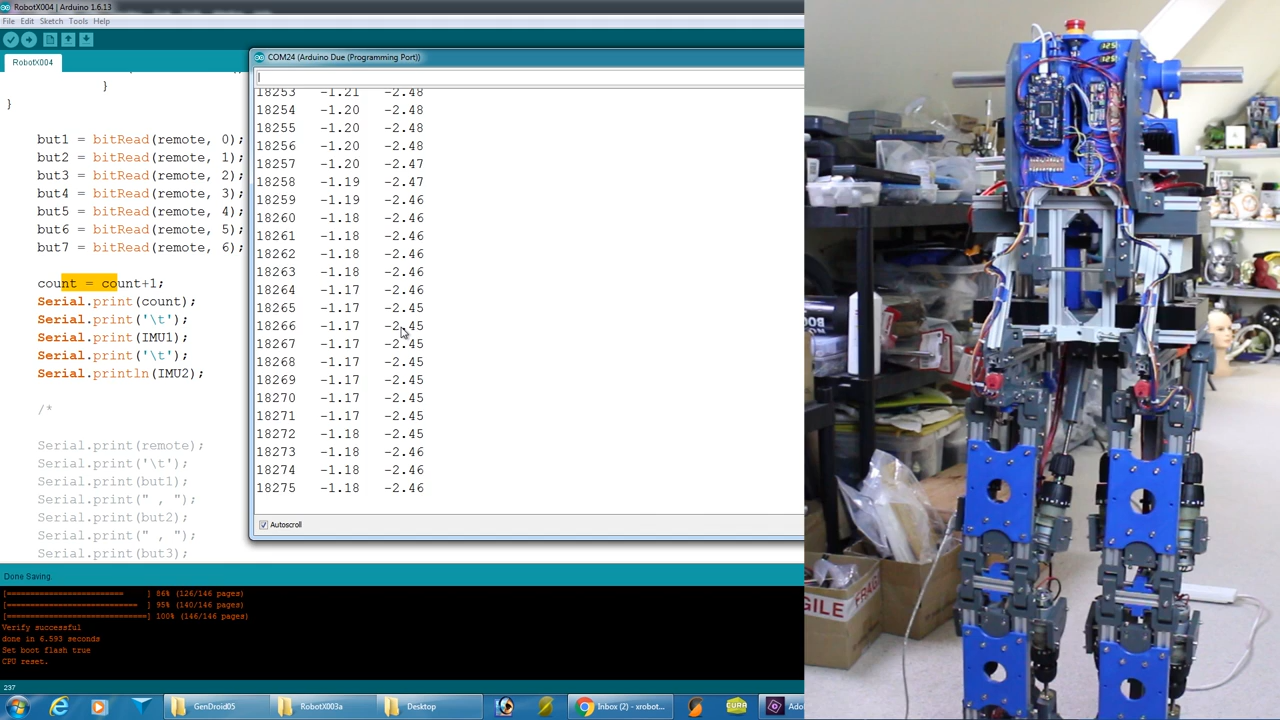 RobotX004 | Arduino 1.6.13
File Edit Sketch Tools Help
RobotX004
}
}
but1 = bitRead(remote, 0);
but2 = bitRead(remote, 1);
but3 = bitRead(remote, 2);
but4 = bitRead(remote, 3);
but5 = bitRead(remote, 4);
but6 = bitRead(remote, 5);
but7 = bitRead(remote, 6);
count = count+1;
Serial.print(count);
Serial.print('\t');
Serial.print(IMU1);
Serial.print('\t');
Serial.println(IMU2);
/*
Serial.print(remote);
Serial.print('\t');
Serial.print(but1);
Serial.print(" , ");
Serial.print(but2);
Serial.print(" , ");
Serial.print(but3);
COM24 (Arduino Due (Programming Port))
18253 -1.21 -2.48
18254 -1.20 -2.48
18255 -1.20 -2.48
18256 -1.20 -2.48
18257 -1.20 -2.47
18258 -1.19 -2.47
18259 -1.19 -2.46
18260 -1.18 -2.46
18261 -1.18 -2.46
18262 -1.18 -2.46
18263 -1.18 -2.46
18264 -1.17 -2.46
18265 -1.17 -2.45
18266 -1.17 -2.45
18267 -1.17 -2.45
18268 -1.17 -2.45
18269 -1.17 -2.45
18270 -1.17 -2.45
18271 -1.17 -2.45
18272 -1.18 -2.46
18273 -1.18 -2.46
18274 -1.18 -2.46
18275 -1.18 -2.46
Autoscroll
Done Saving.
[========================= ] 86% (126/146 pages)
[============================ ] 95% (140/146 pages)
[==============================] 100% (146/146 pages)
Verify successful
done in 6.593 seconds
Set boot flash true
CPU reset.
237
GenDroid05
RobotX003a
Desktop
Inbox (2) - xrobot...
CURA
Ado
GILE